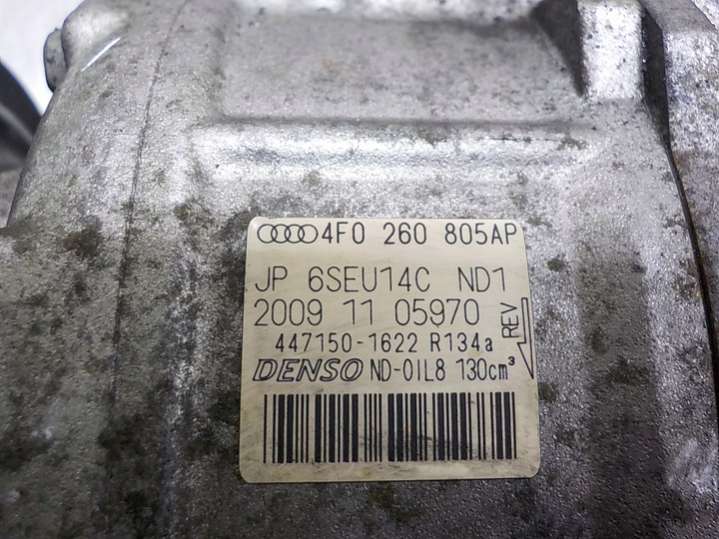 4F0 260 805AP
JP 6SEU14C ND1
2009 11 05970
447150-1622 R134a
DENSO ND-OIL8 130cm³
REV